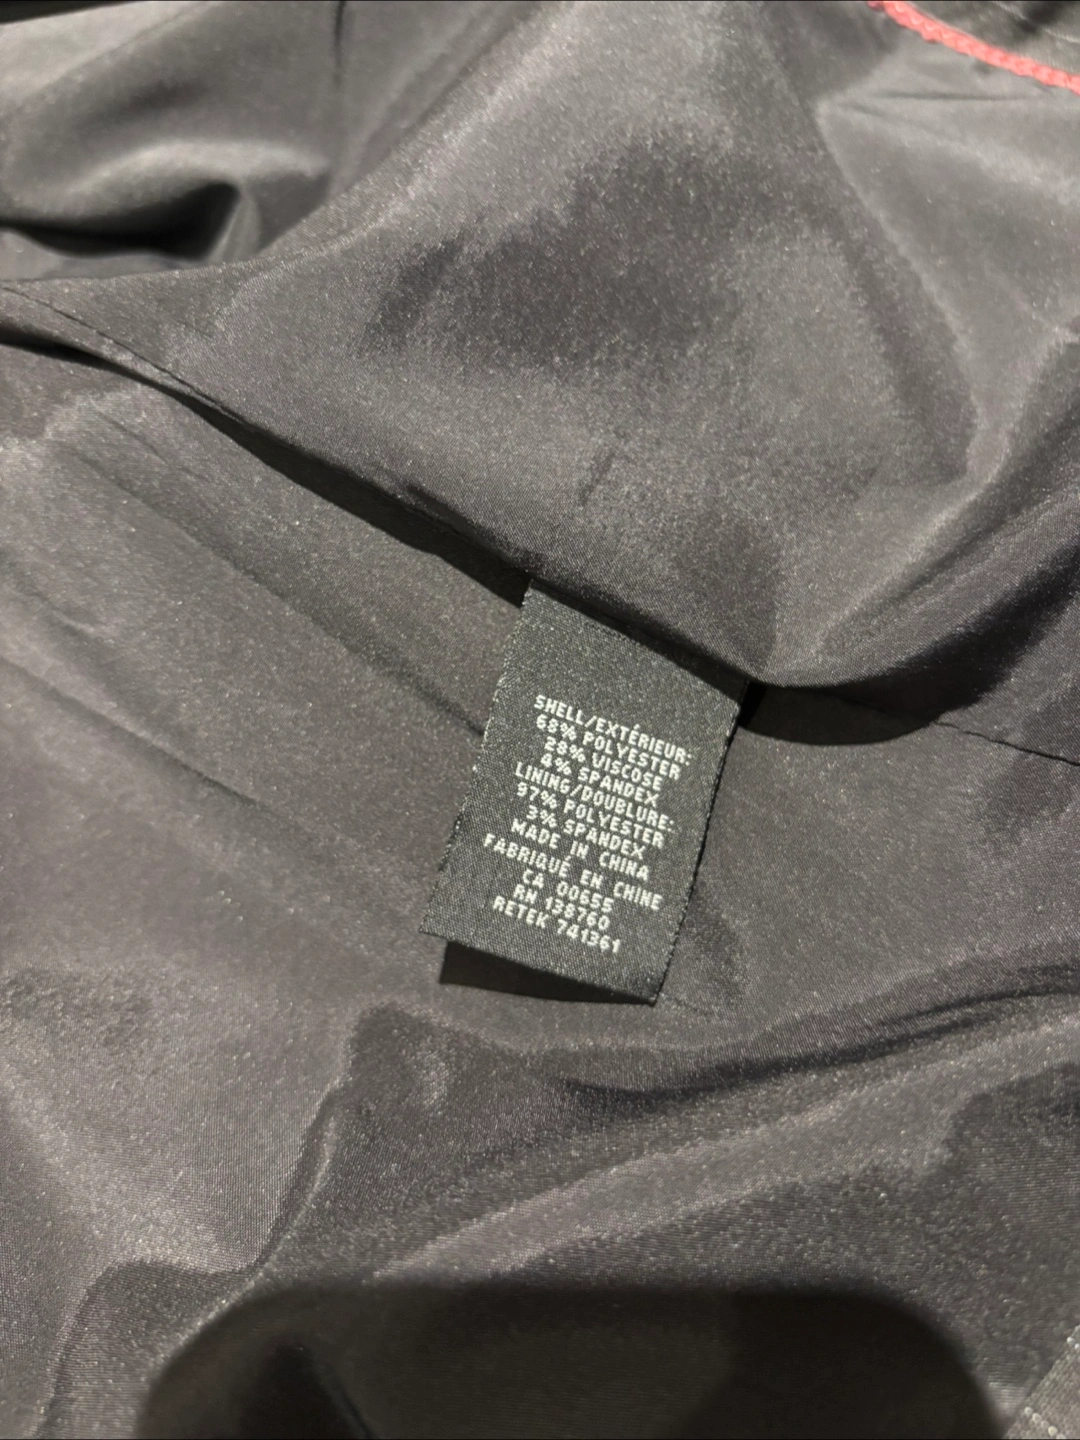 SHELL/EXTÉRIEUR:
68% POLYESTER
28% VISCOSE
4% SPANDEX
LINING/DOUBLURE:
97% POLYESTER
3% SPANDEX
MADE IN CHINA
FABRIQUÉ EN CHINE
CA 00655
RN 138760
RETEK 741361